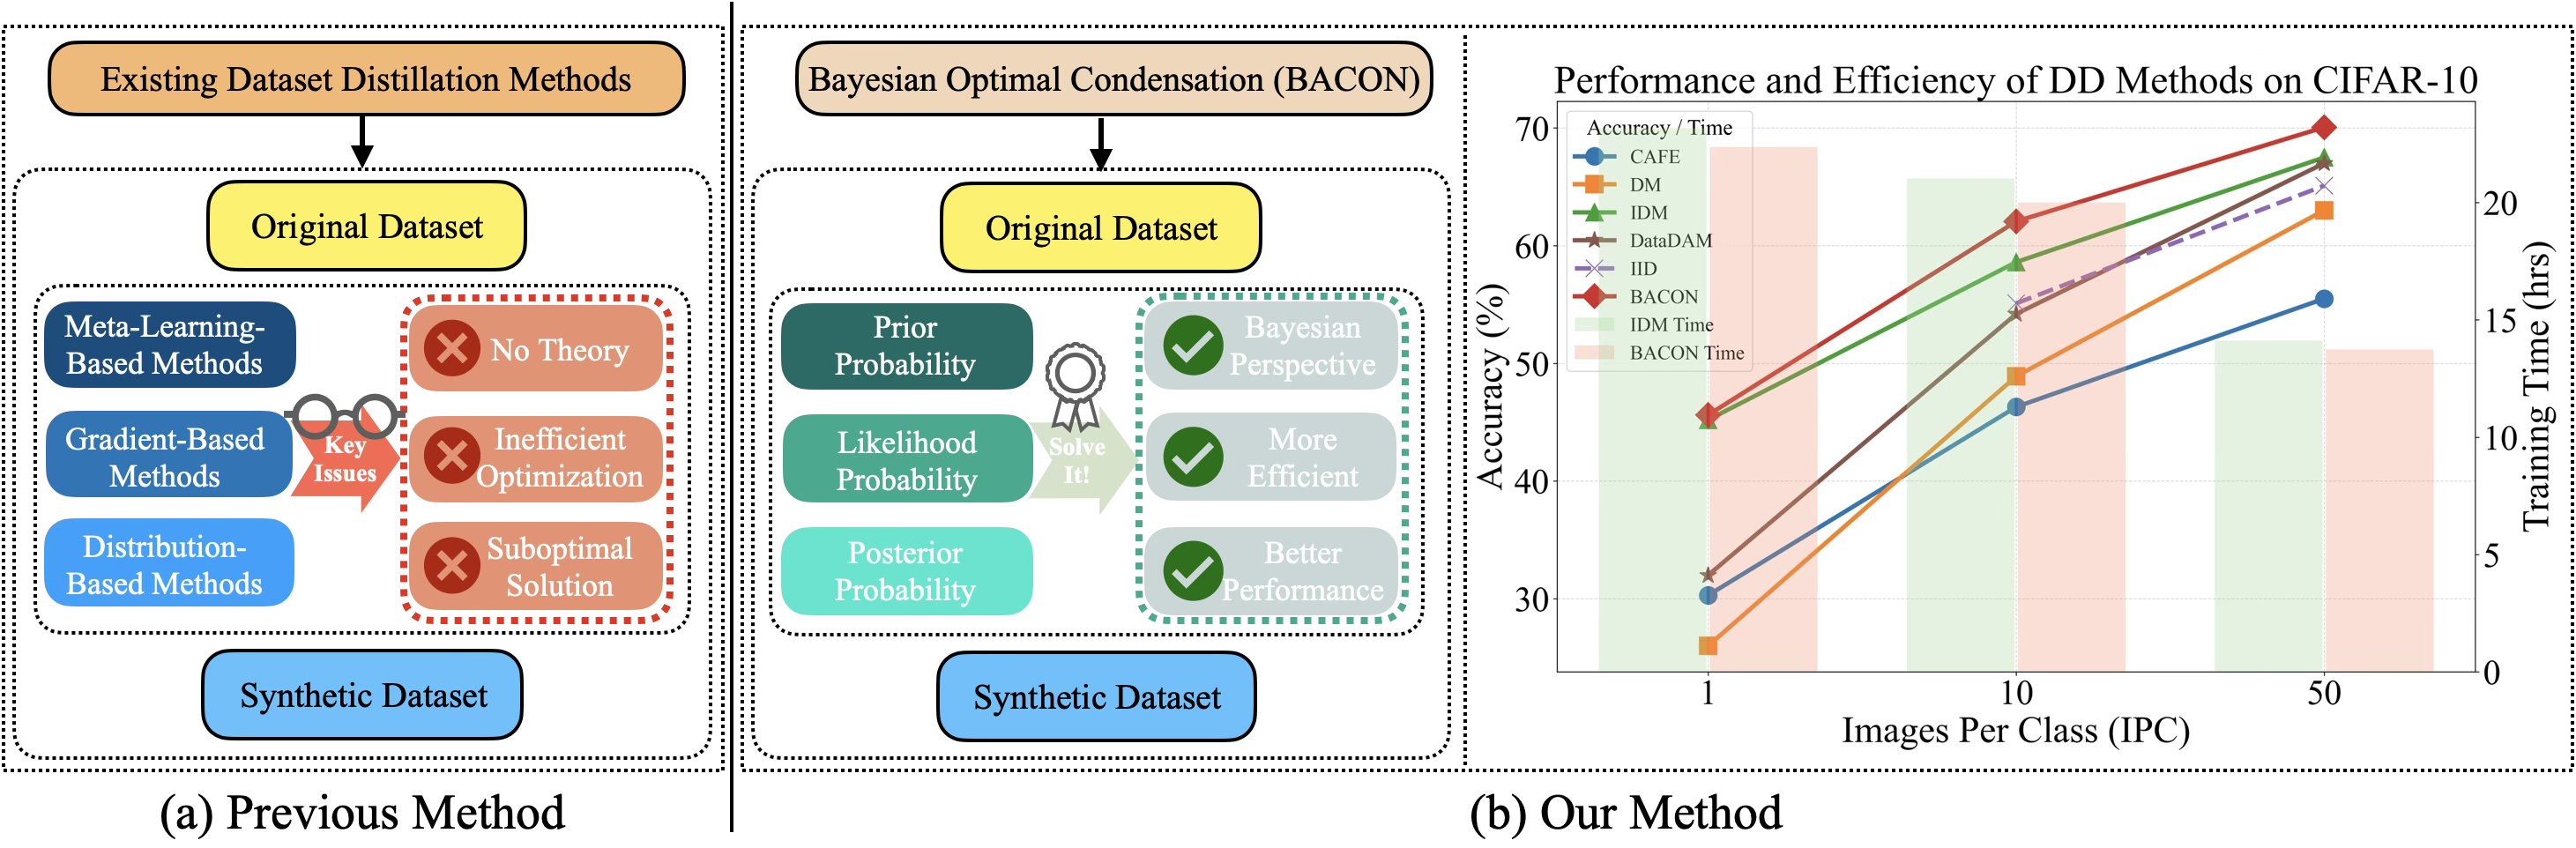 Existing Dataset Distillation Methods
Original Dataset
Meta-Learning-
Based Methods
Gradient-Based
Methods
Distribution-
Based Methods
Key
Issues
No Theory
Inefficient
Optimization
Suboptimal
Solution
Synthetic Dataset
(a) Previous Method
Bayesian Optimal Condensation (BACON)
Original Dataset
Prior
Probability
Likelihood
Probability
Posterior
Probability
Solve
It!
Bayesian
Perspective
More
Efficient
Better
Performance
Synthetic Dataset
Performance and Efficiency of DD Methods on CIFAR-10
Accuracy / Time
CAFE
DM
IDM
DataDAM
IID
BACON
IDM Time
BACON Time
Accuracy (%)
70
60
50
40
30
20
15
10
5
0
Training Time (hrs)
1 10 50
Images Per Class (IPC)
(b) Our Method